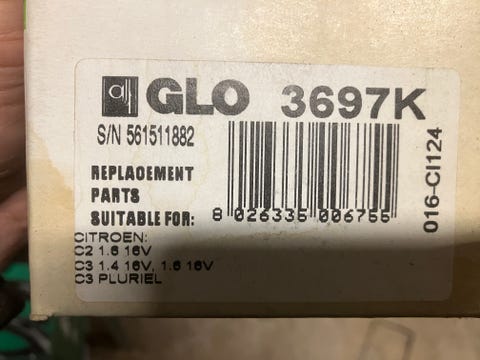 GLO 3697K
S/N 561511882
REPLACEMENT
PARTS
SUITABLE FOR:
8 026335 006755
016-CI124
CITROEN:
C2 1.6 16V
C3 1.4 16V, 1.6 16V
C3 PLURIEL